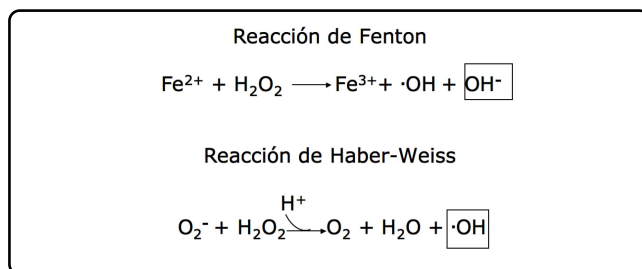 Reacción de Fenton
Fe²⁺ + H₂O₂ ⟶ Fe³⁺+ ·OH + OH⁻
Reacción de Haber-Weiss
H⁺
O₂⁻ + H₂O₂ ⟶ O₂ + H₂O + ·OH